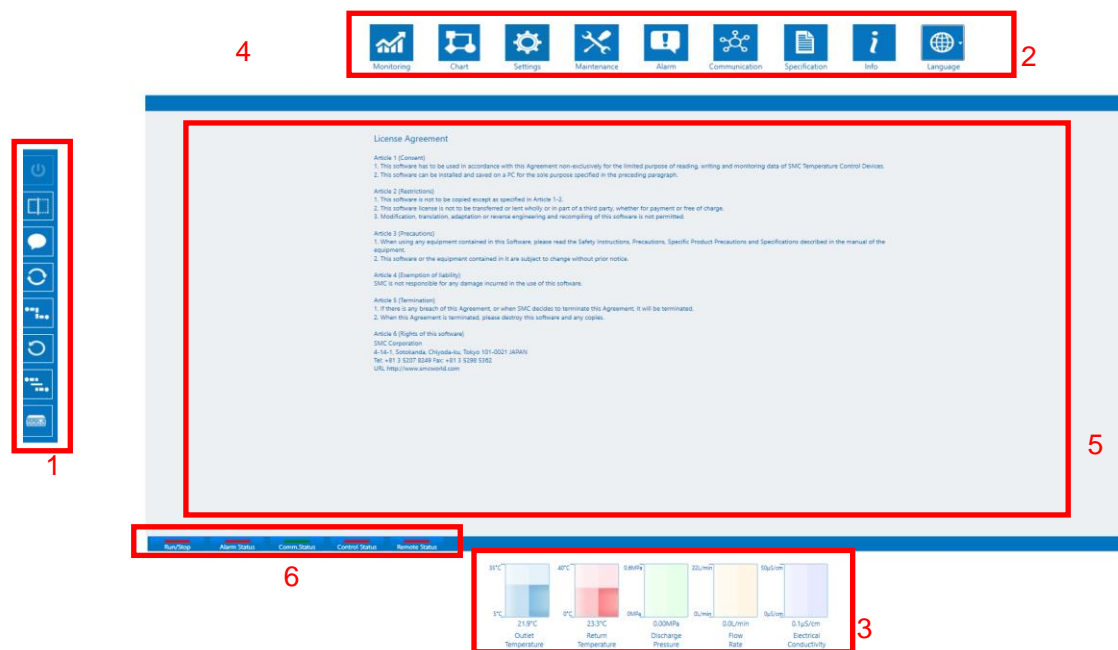 4
2
Monitoring Chart Settings Maintenance Alarm Communication Specification Info Language
License Agreement
Article 1 (Consent)
1. This software has to be used in accordance with this Agreement non-exclusively for the limited purpose of reading, writing and monitoring data of SMC Temperature Control Devices.
2. This software can be installed and saved on a PC for the sole purpose specified in the preceding paragraph.
Article 2 (Restrictions)
1. This software is not to be copied except as specified in Article 1-2.
2. This software license is not to be transferred or lent wholly or in part of a third party, whether for payment or free of charge.
3. Modification, translation, adaptation or reverse engineering and recompiling of this software is not permitted.
Article 3 (Precautions)
1. When using any equipment contained in this Software, please read the Safety Instructions, Precautions, Specific Product Precautions and Specifications described in the manual of the
equipment.
2. This software or the equipment contained in it are subject to change without prior notice.
Article 4 (Exemption of liability)
SMC is not responsible for any damage incurred in the use of this software.
Article 5 (Termination)
1. If there is any breach of this Agreement, or when SMC decides to terminate this Agreement, it will be terminated.
2. When this Agreement is terminated, please destroy this software and any copies.
Article 6 (Rights of this software)
SMC Corporation
4-14-1, Sotokanda, Chiyoda-ku, Tokyo 101-0021 JAPAN
Tel: +81 3 5207 8249 Fax: +81 3 5298 5362
URL http://www.smcworld.com
1
5
Run/Stop Alarm Status Comm.Status Control Status Remote Status
6
35°C 40°C 0.6MPa 22L/min 50µS/cm
5°C 0°C 0MPa 0L/min 0µS/cm
21.9°C 23.3°C 0.00MPa 0.0L/min 0.1µS/cm
Outlet Return Discharge Flow Electrical
Temperature Temperature Pressure Rate Conductivity
3